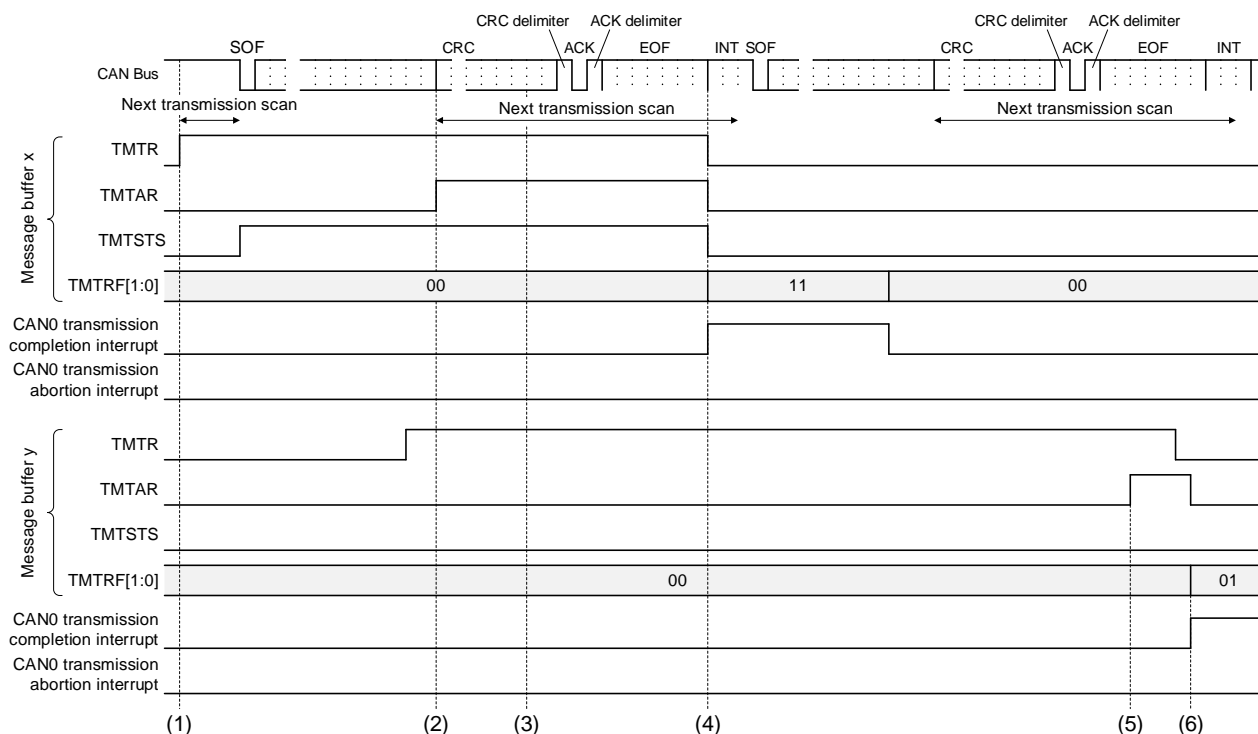 CRC delimiter ACK delimiter CRC delimiter ACK delimiter
SOF CRC ACK EOF INT SOF CRC ACK EOF INT
CAN Bus
Next transmission scan Next transmission scan Next transmission scan
Message buffer x
TMTR
TMTAR
TMTSTS
TMTRF[1:0] 00 11 00
CAN0 transmission
completion interrupt
CAN0 transmission
abortion interrupt
Message buffer y
TMTR
TMTAR
TMTSTS
TMTRF[1:0] 00 01
CAN0 transmission
completion interrupt
CAN0 transmission
abortion interrupt
(1) (2) (3) (4) (5) (6)